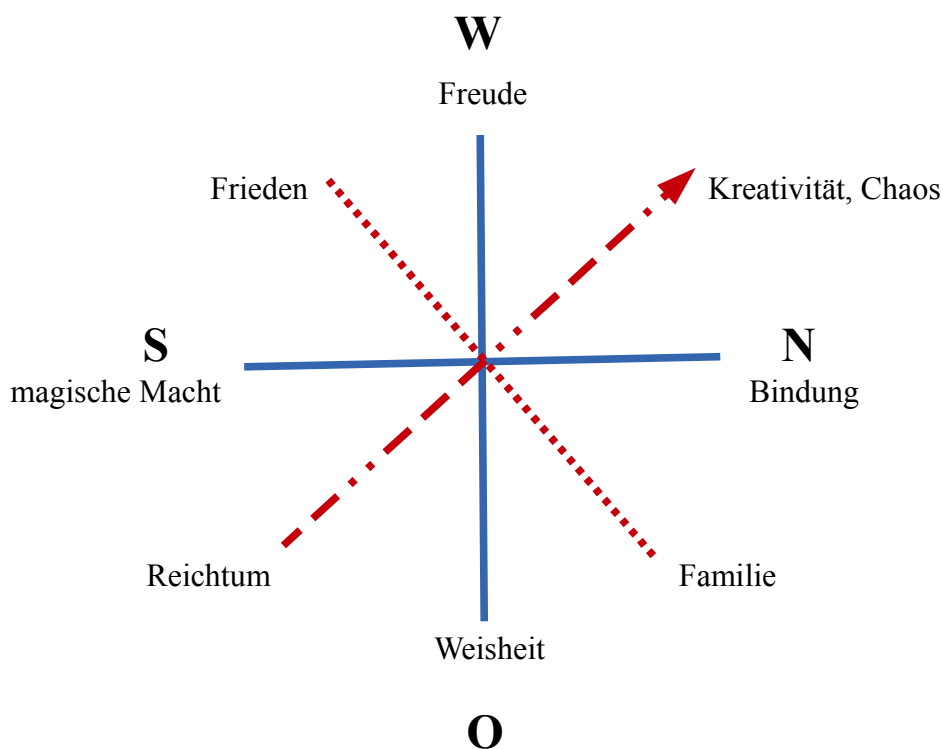 W
Freude
Frieden
Kreativität, Chaos
S
N
magische Macht
Bindung
Reichtum
Familie
Weisheit
O